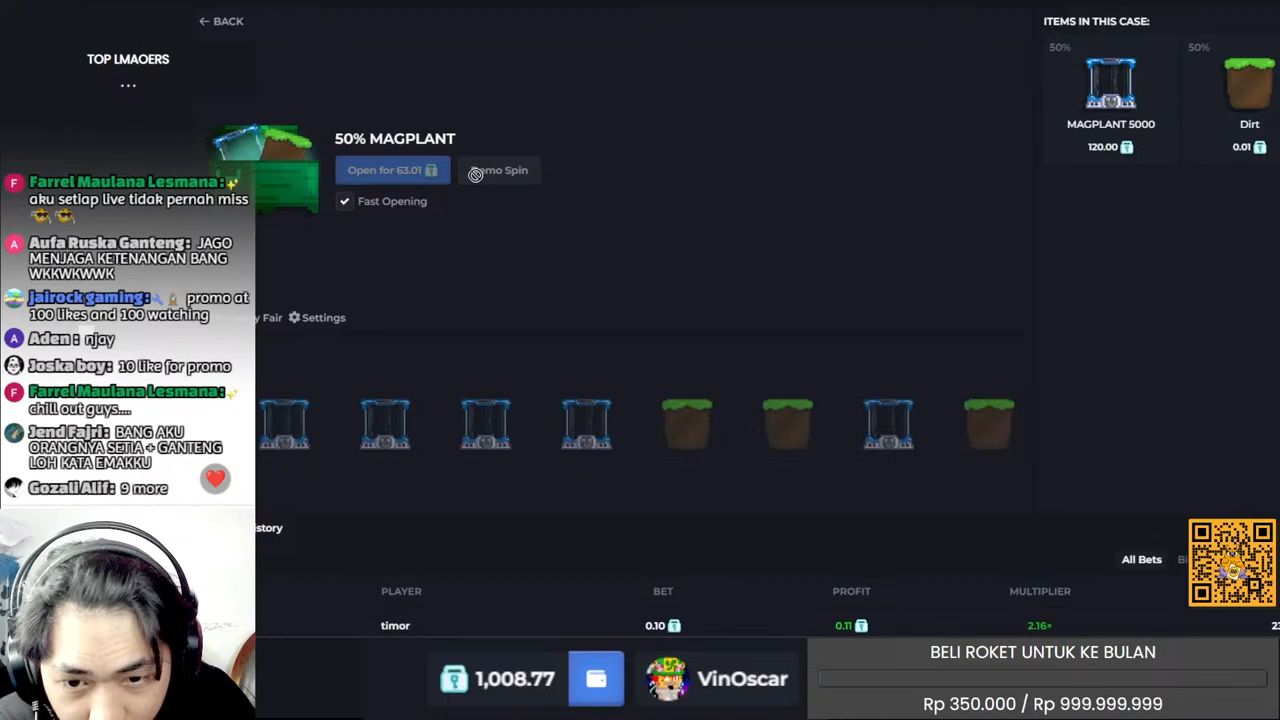 BACK
TOP LMAOERS
...
ITEMS IN THIS CASE:
50%
50%
MAGPLANT 5000
Dirt
120.00
0.01
50% MAGPLANT
Open for 63.01
Spin
Fast Opening
Fair
Settings
Farrel Maulana Lesmana:
aku setiap live tidak pernah miss
Aufa Ruska Ganteng: JAGO
MENJAGA KETENANGAN BANG
WKKWKWWK
jairock gaming: promo at
100 likes and 100 watching
Aden : njay
Joska boy: 10 like for promo
Farrel Maulana Lesmana:
chill out guys....
Jend Fajri: BANG AKU
ORANGNYA SETIA + GANTENG
LOH KATA EMAKKU
Gozali Alif: 9 more
istory
All Bets
PLAYER
BET
PROFIT
MULTIPLIER
timor
0.10
0.11
2.16×
1,008.77
VinOscar
BELI ROKET UNTUK KE BULAN
Rp 350.000 / Rp 999.999.999